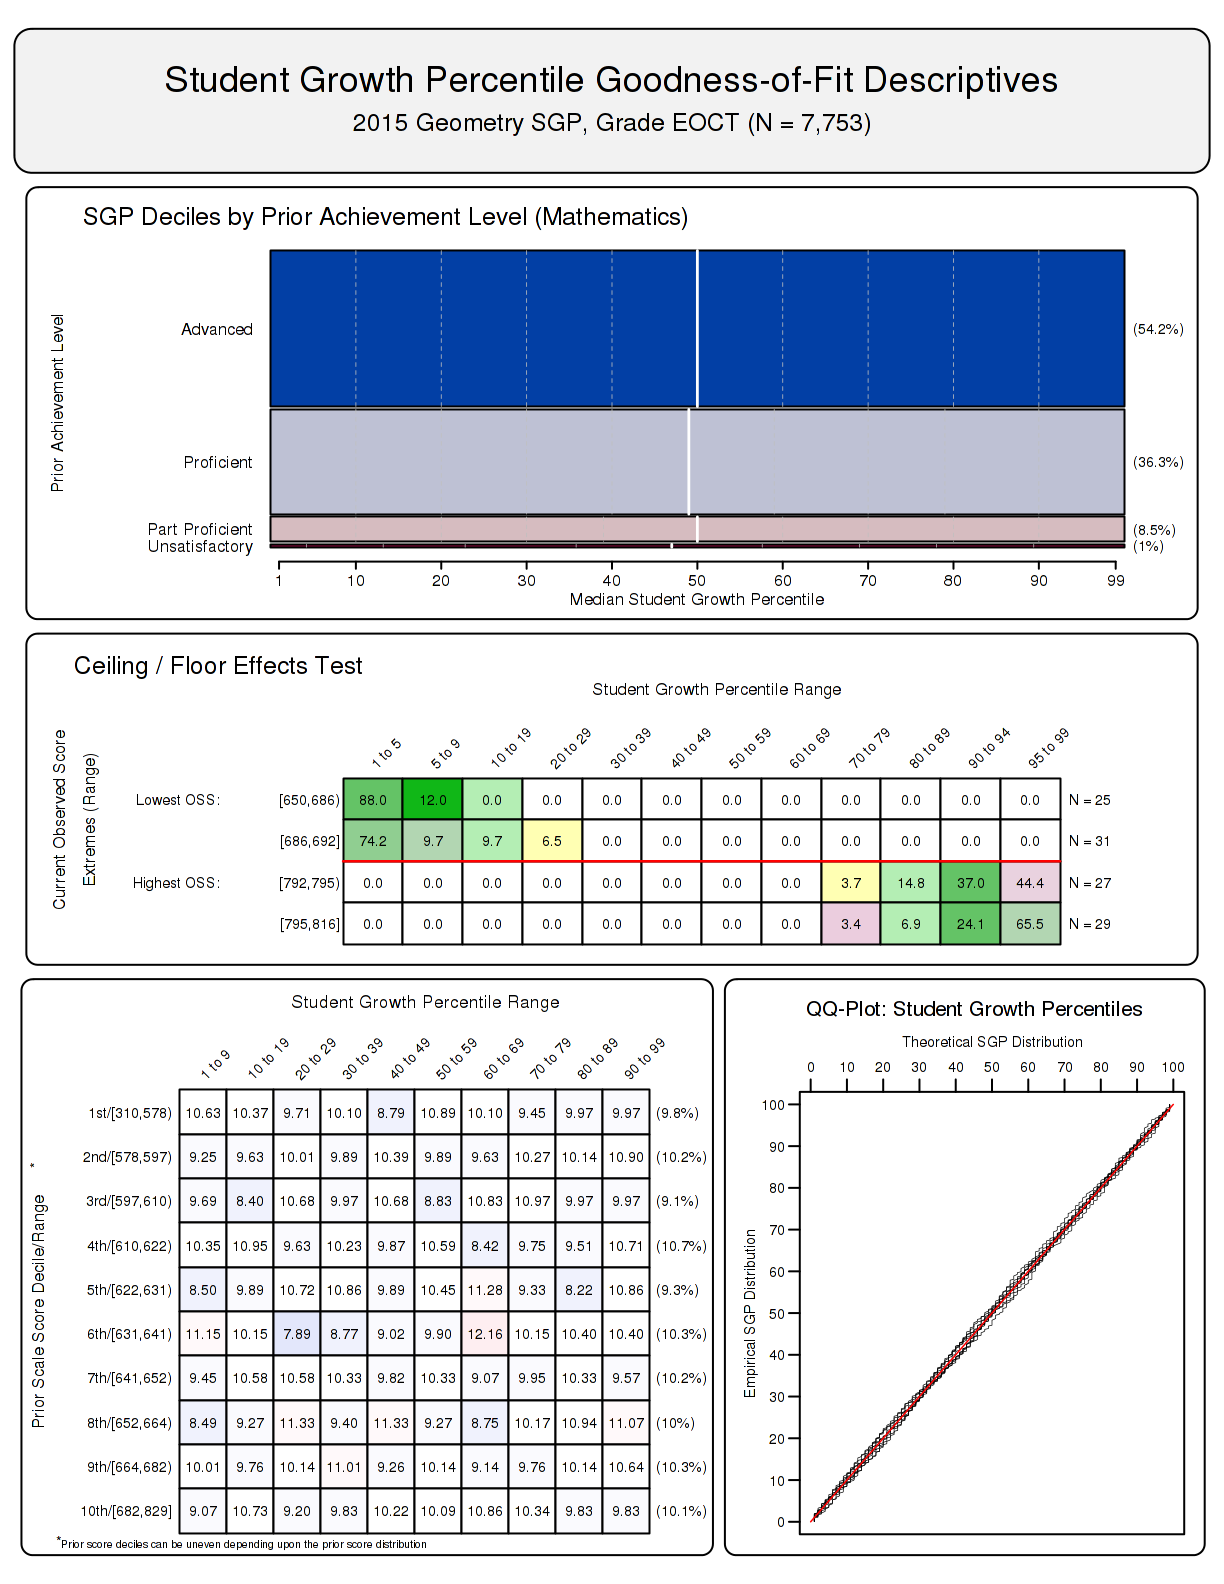 Student Growth Percentile Goodness-of-Fit Descriptives
2015 Geometry SGP, Grade EOCT (N = 7,753)
SGP Deciles by Prior Achievement Level (Mathematics)
Prior Achievement Level
Advanced (54.2%)
Proficient (36.3%)
Part Proficient (8.5%)
Unsatisfactory (1%)
1 10 20 30 40 50 60 70 80 90 99
Median Student Growth Percentile
Ceiling / Floor Effects Test
Student Growth Percentile Range
Current Observed Score
Extremes (Range)
1 to 5 5 to 9 10 to 19 20 to 29 30 to 39 40 to 49 50 to 59 60 to 69 70 to 79 80 to 89 90 to 94 95 to 99
Lowest OSS: [650,686) 88.0 12.0 0.0 0.0 0.0 0.0 0.0 0.0 0.0 0.0 0.0 0.0 N = 25
[686,692] 74.2 9.7 9.7 6.5 0.0 0.0 0.0 0.0 0.0 0.0 0.0 0.0 N = 31
Highest OSS: [792,795) 0.0 0.0 0.0 0.0 0.0 0.0 0.0 0.0 3.7 14.8 37.0 44.4 N = 27
[795,816] 0.0 0.0 0.0 0.0 0.0 0.0 0.0 0.0 3.4 6.9 24.1 65.5 N = 29
Student Growth Percentile Range
Prior Scale Score Decile/Range *
1 to 9 10 to 19 20 to 29 30 to 39 40 to 49 50 to 59 60 to 69 70 to 79 80 to 89 90 to 99
1st/[310,578) 10.63 10.37 9.71 10.10 8.79 10.89 10.10 9.45 9.97 9.97 (9.8%)
2nd/[578,597) 9.25 9.63 10.01 9.89 10.39 9.89 9.63 10.27 10.14 10.90 (10.2%)
3rd/[597,610) 9.69 8.40 10.68 9.97 10.68 8.83 10.83 10.97 9.97 9.97 (9.1%)
4th/[610,622) 10.35 10.95 9.63 10.23 9.87 10.59 8.42 9.75 9.51 10.71 (10.7%)
5th/[622,631) 8.50 9.89 10.72 10.86 9.89 10.45 11.28 9.33 8.22 10.86 (9.3%)
6th/[631,641) 11.15 10.15 7.89 8.77 9.02 9.90 12.16 10.15 10.40 10.40 (10.3%)
7th/[641,652) 9.45 10.58 10.58 10.33 9.82 10.33 9.07 9.95 10.33 9.57 (10.2%)
8th/[652,664) 8.49 9.27 11.33 9.40 11.33 9.27 8.75 10.17 10.94 11.07 (10%)
9th/[664,682) 10.01 9.76 10.14 11.01 9.26 10.14 9.14 9.76 10.14 10.64 (10.3%)
10th/[682,829] 9.07 10.73 9.20 9.83 10.22 10.09 10.86 10.34 9.83 9.83 (10.1%)
*Prior score deciles can be uneven depending upon the prior score distribution
QQ-Plot: Student Growth Percentiles
Theoretical SGP Distribution
0 10 20 30 40 50 60 70 80 90 100
Empirical SGP Distribution
100
90
80
70
60
50
40
30
20
10
0